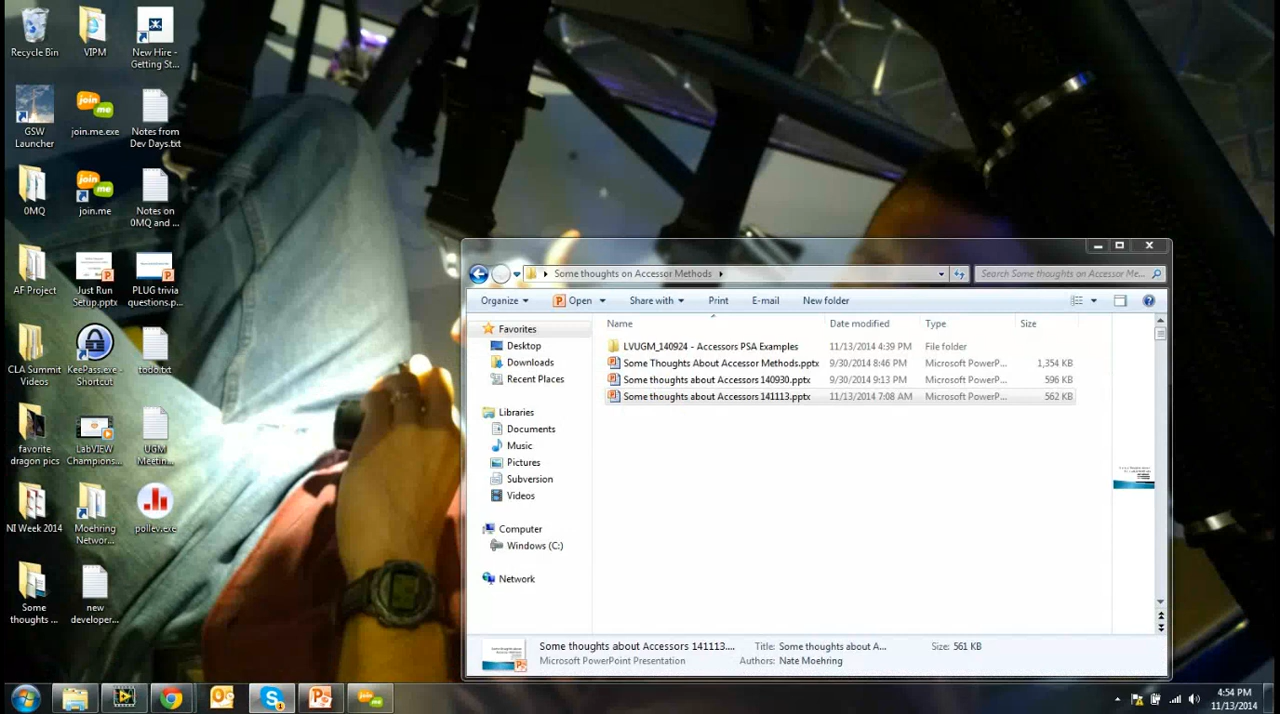 Recycle Bin
VIPM
New Hire -
Getting St...
GSW
Launcher
join.me.exe
Notes from
Dev Days.txt
0MQ
join.me
Notes on
0MQ and ...
AF Project
Just Run
Setup.pptx
PLUG trivia
questions.p...
CLA Summit
Videos
KeePass.exe -
Shortcut
todo.txt
favorite
dragon pics
LabVIEW
Champions...
UGM
Meetin...
NI Week 2014
Moehring
Networ...
pollev.exe
Some
thoughts ...
new
developer...
Some thoughts on Accessor Methods
Search Some thoughts on Accessor Me...
Organize
Open
Share with
Print
E-mail
New folder
Favorites
Desktop
Downloads
Recent Places
Libraries
Documents
Music
Pictures
Subversion
Videos
Computer
Windows (C:)
Network
Name Date modified Type Size
LVUGM_140924 - Accessors PSA Examples 11/13/2014 4:39 PM File folder
Some Thoughts About Accessor Methods.pptx 9/30/2014 8:46 PM Microsoft PowerP... 1,354 KB
Some thoughts about Accessors 140930.pptx 9/30/2014 9:13 PM Microsoft PowerP... 596 KB
Some thoughts about Accessors 141113.pptx 11/13/2014 7:08 AM Microsoft PowerP... 562 KB
Some thoughts about Accessors 141113.... Title: Some thoughts about A... Size: 561 KB
Microsoft PowerPoint Presentation Authors: Nate Moehring
4:54 PM
11/13/2014